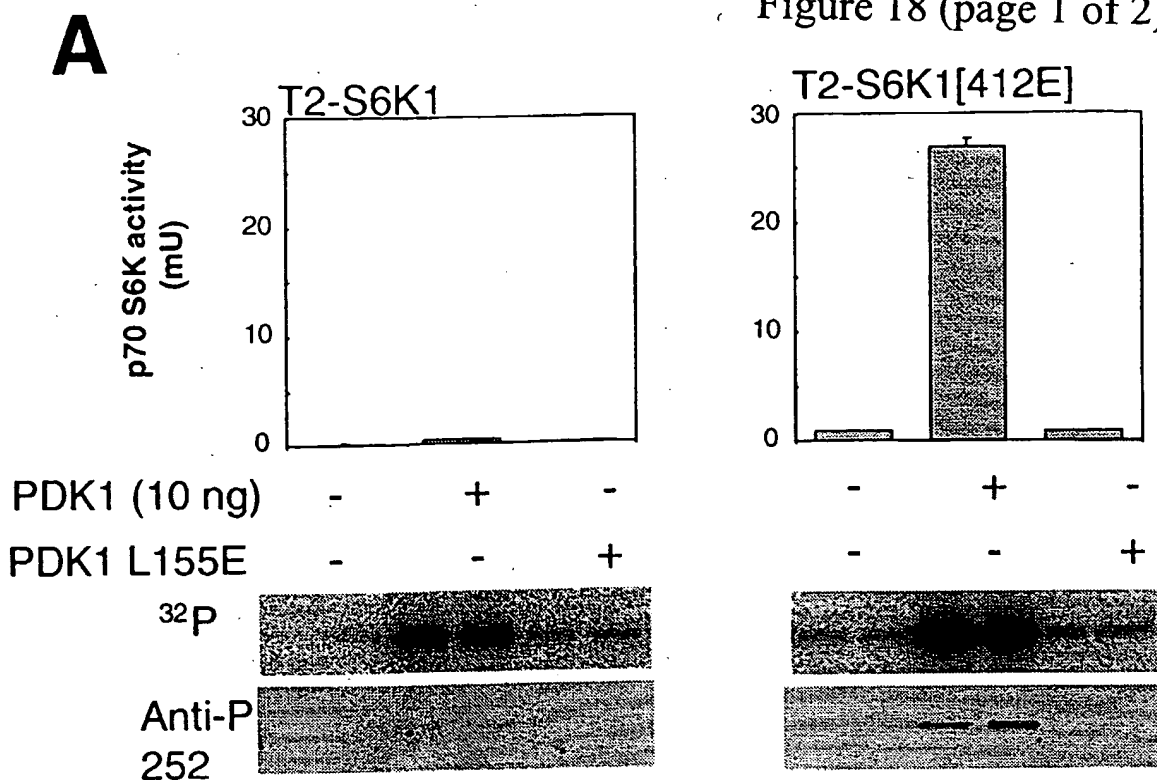 Figure 18 (page 1 of 2)
A
T2-S6K1
T2-S6K1[412E]
p70 S6K activity
(mU)
30
20
10
0
30
20
10
0
PDK1 (10 ng) - + - - + -
PDK1 L155E - - + - - +
32P
Anti-P
252